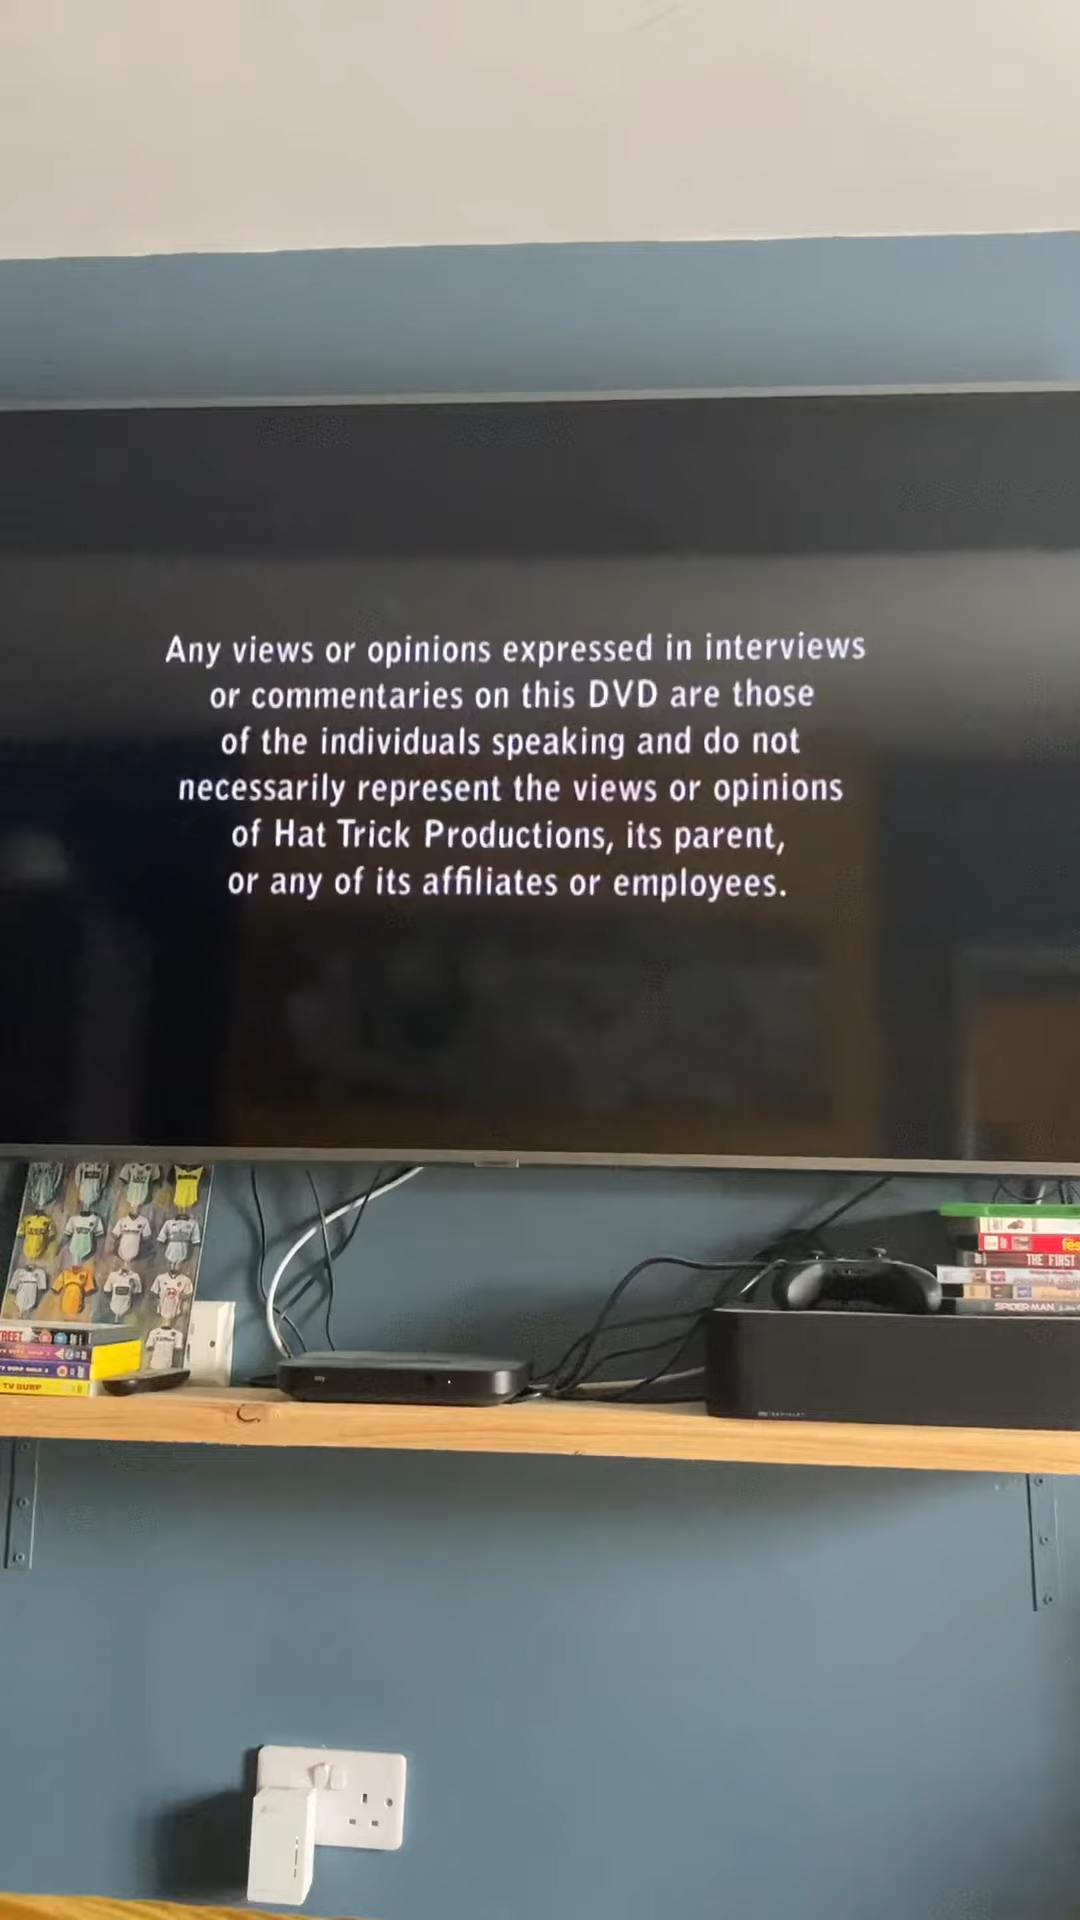 Any views or opinions expressed in interviews
or commentaries on this DVD are those
of the individuals speaking and do not
necessarily represent the views or opinions
of Hat Trick Productions, its parent,
or any of its affiliates or employees.
THE FIRST
SPIDER-MAN
TV BURP
sky